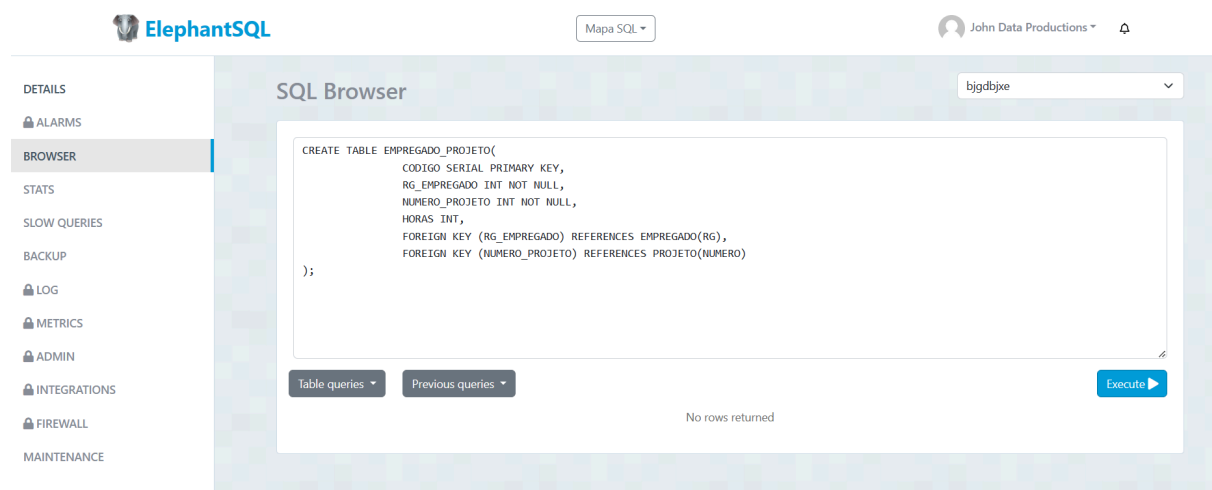 ElephantSQL
Mapa SQL
John Data Productions
DETAILS
ALARMS
BROWSER
STATS
SLOW QUERIES
BACKUP
LOG
METRICS
ADMIN
INTEGRATIONS
FIREWALL
MAINTENANCE
SQL Browser
bjgdbjxe
CREATE TABLE EMPREGADO_PROJETO(
CODIGO SERIAL PRIMARY KEY,
RG_EMPREGADO INT NOT NULL,
NUMERO_PROJETO INT NOT NULL,
HORAS INT,
FOREIGN KEY (RG_EMPREGADO) REFERENCES EMPREGADO(RG),
FOREIGN KEY (NUMERO_PROJETO) REFERENCES PROJETO(NUMERO)
);
Table queries
Previous queries
Execute
No rows returned